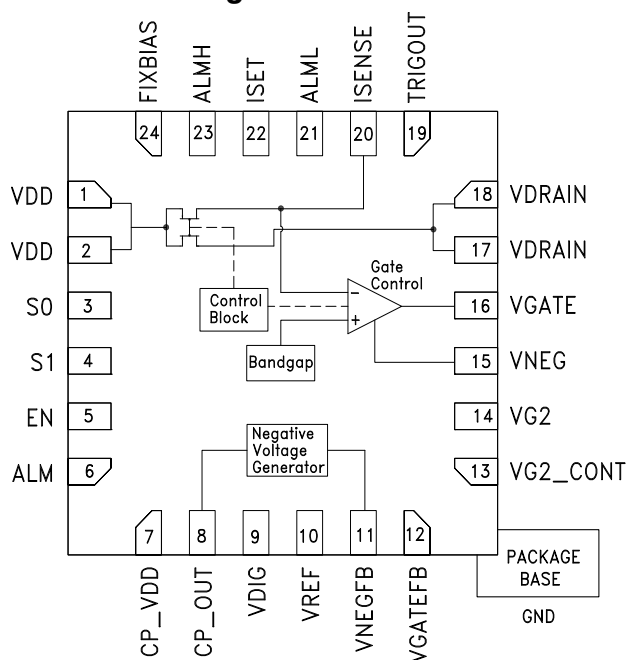 FIXBIAS
ALMH
ISET
ALML
ISENSE
TRIGOUT
24
23
22
21
20
19
VDD 1
VDD 2
S0 3
S1 4
EN 5
ALM 6
18 VDRAIN
17 VDRAIN
16 VGATE
15 VNEG
14 VG2
13 VG2_CONT
Gate
Control
−
+
Control
Block
Bandgap
Negative
Voltage
Generator
7
8
9
10
11
12
CP_VDD
CP_OUT
VDIG
VREF
VNEGFB
VGATEFB
PACKAGE
BASE
GND